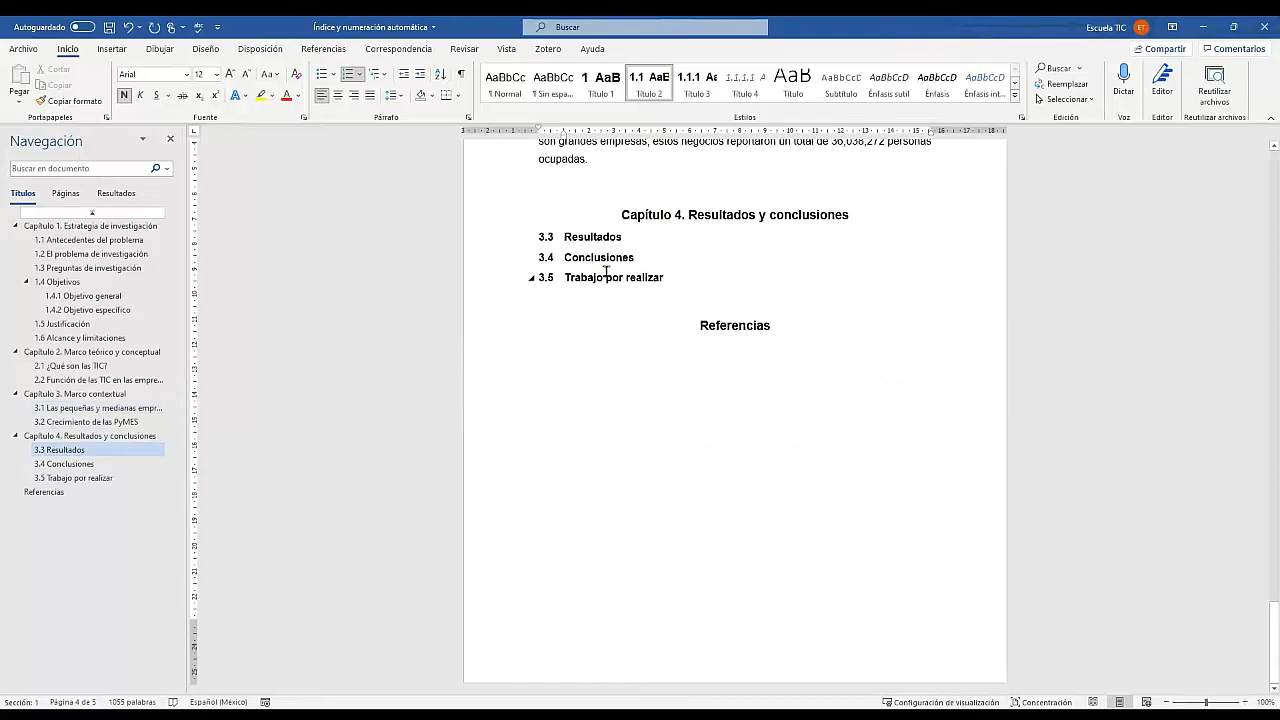 Autoguardado
Índice y numeración automática
Buscar
Escuela TIC
ET
Archivo
Inicio
Insertar
Dibujar
Diseño
Disposición
Referencias
Correspondencia
Revisar
Vista
Zotero
Ayuda
Compartir
Comentarios
Pegar
Cortar
Copiar
Copiar formato
Portapapeles
Arial
12
Fuente
Párrafo
AaBbCc
¶ Normal
AaBbCc
¶ Sin espa...
1 AaB
Título 1
1.1 AaE
Título 2
1.1.1 Aa
Título 3
1.1.1.1 A
Título 4
AaB
Título
AaBbCc
Subtítulo
AaBbCcD
Énfasis sutil
AaBbCcD
Énfasis
AaBbCcD
Énfasis int...
Estilos
Buscar
Reemplazar
Seleccionar
Edición
Dictar
Voz
Editor
Editor
Reutilizar
archivos
Reutilizar archivos
Navegación
Buscar en documento
Títulos
Páginas
Resultados
Capítulo 1. Estrategia de investigación
1.1 Antecedentes del problema
1.2 El problema de investigación
1.3 Preguntas de investigación
1.4 Objetivos
1.4.1 Objetivo general
1.4.2 Objetivo específico
1.5 Justificación
1.6 Alcance y limitaciones
Capítulo 2. Marco teórico y conceptual
2.1 ¿Qué son las TIC?
2.2 Función de las TIC en las empre...
Capítulo 3. Marco contextual
3.1 Las pequeñas y medianas empr...
3.2 Crecimiento de las PyMES
Capítulo 4. Resultados y conclusiones
3.3 Resultados
3.4 Conclusiones
3.5 Trabajo por realizar
Referencias
son grandes empresas, estos negocios reportaron un total de 36,038,272 personas
ocupadas.
Capítulo 4. Resultados y conclusiones
3.3 Resultados
3.4 Conclusiones
3.5 Trabajo por realizar
Referencias
Sección: 1
Página 4 de 5
1055 palabras
Español (México)
Configuración de visualización
Concentración
100%